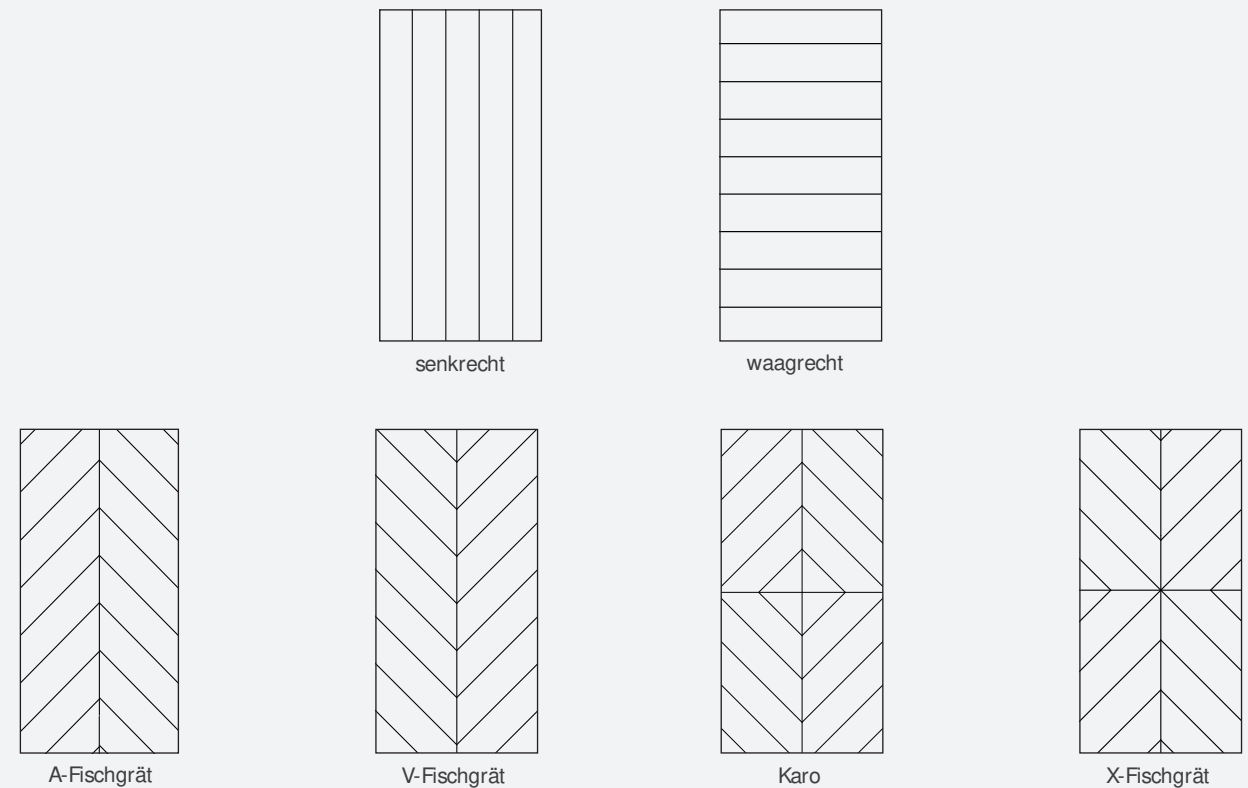 senkrecht
waagrecht
A-Fischgrät
V-Fischgrät
Karo
X-Fischgrät